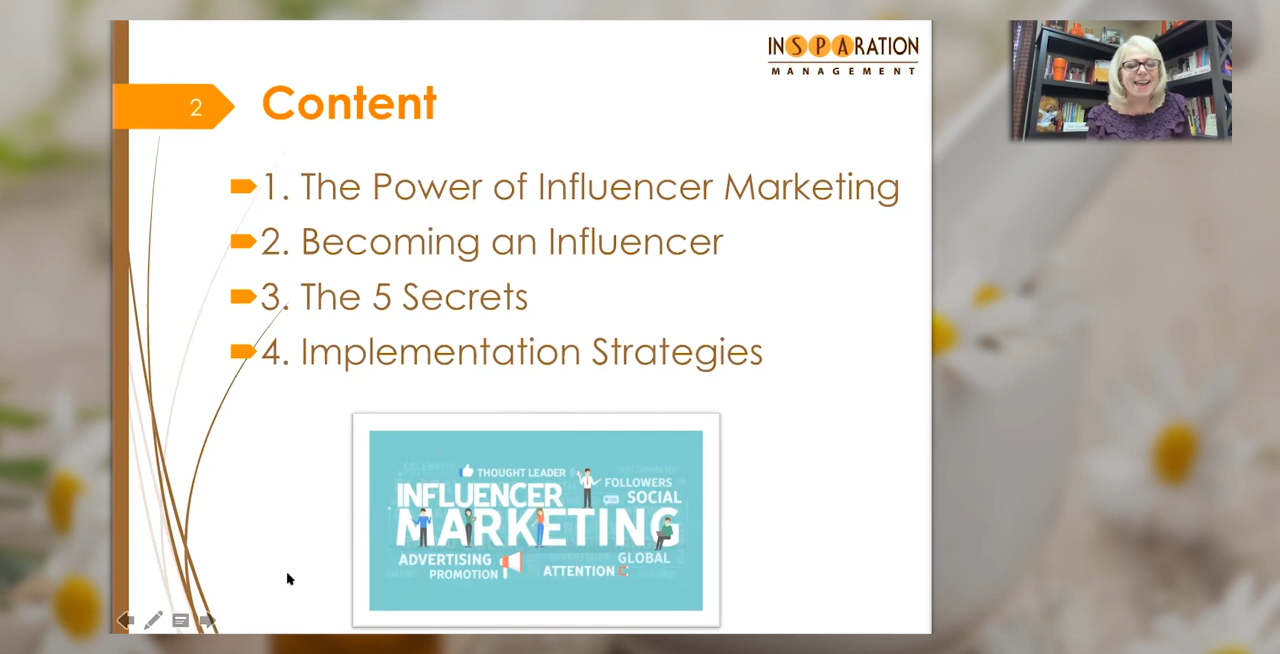 INSPARATION
MANAGEMENT
2
Content
1. The Power of Influencer Marketing
2. Becoming an Influencer
3. The 5 Secrets
4. Implementation Strategies
THOUGHT LEADER
FOLLOWERS
INFLUENCER
SOCIAL
MARKETING
ADVERTISING
GLOBAL
PROMOTION
ATTENTION